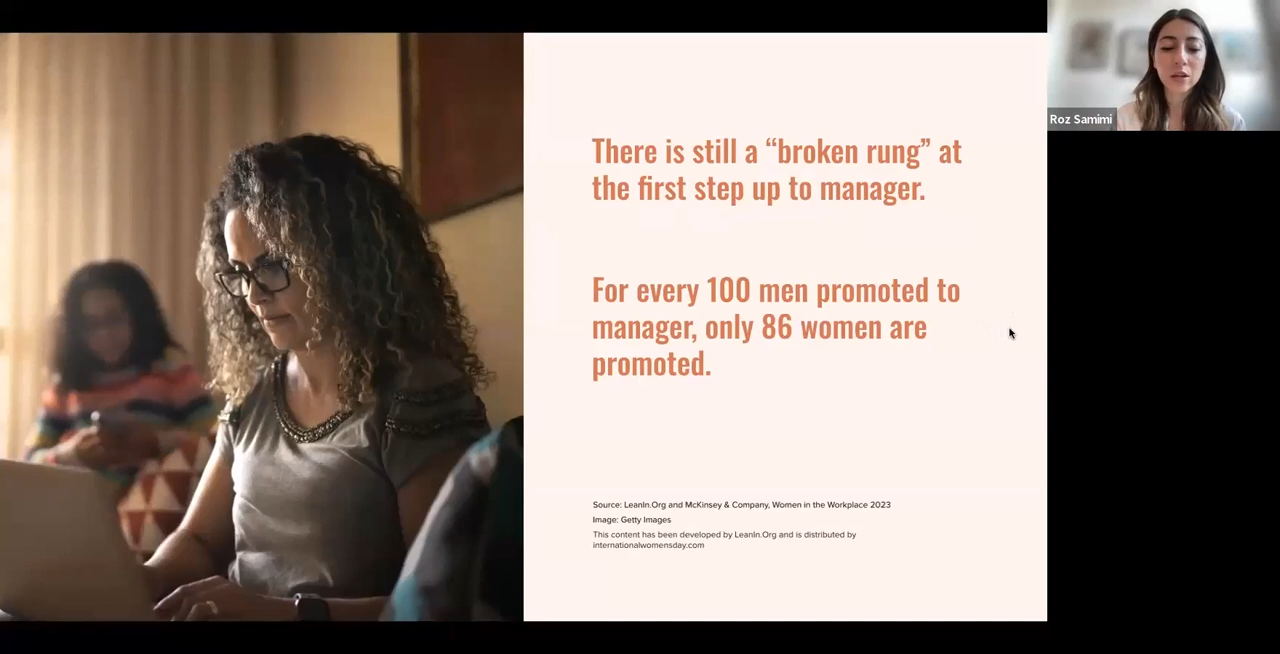 Roz Samimi
There is still a “broken rung” at
the first step up to manager.
For every 100 men promoted to
manager, only 86 women are
promoted.
Source: LeanIn.Org and McKinsey & Company, Women in the Workplace 2023
Image: Getty Images
This content has been developed by LeanIn.Org and is distributed by
internationalwomensday.com